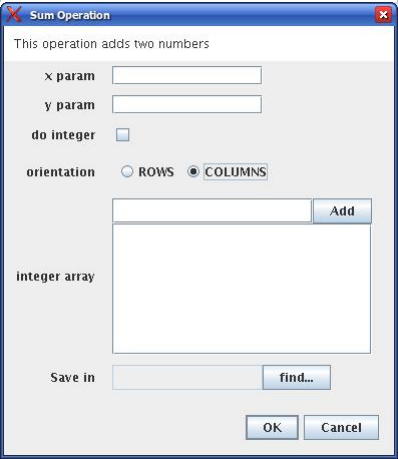 Sum Operation
This operation adds two numbers
x param
y param
do integer
orientation ROWS COLUMNS
Add
integer array
Save in find...
OK Cancel